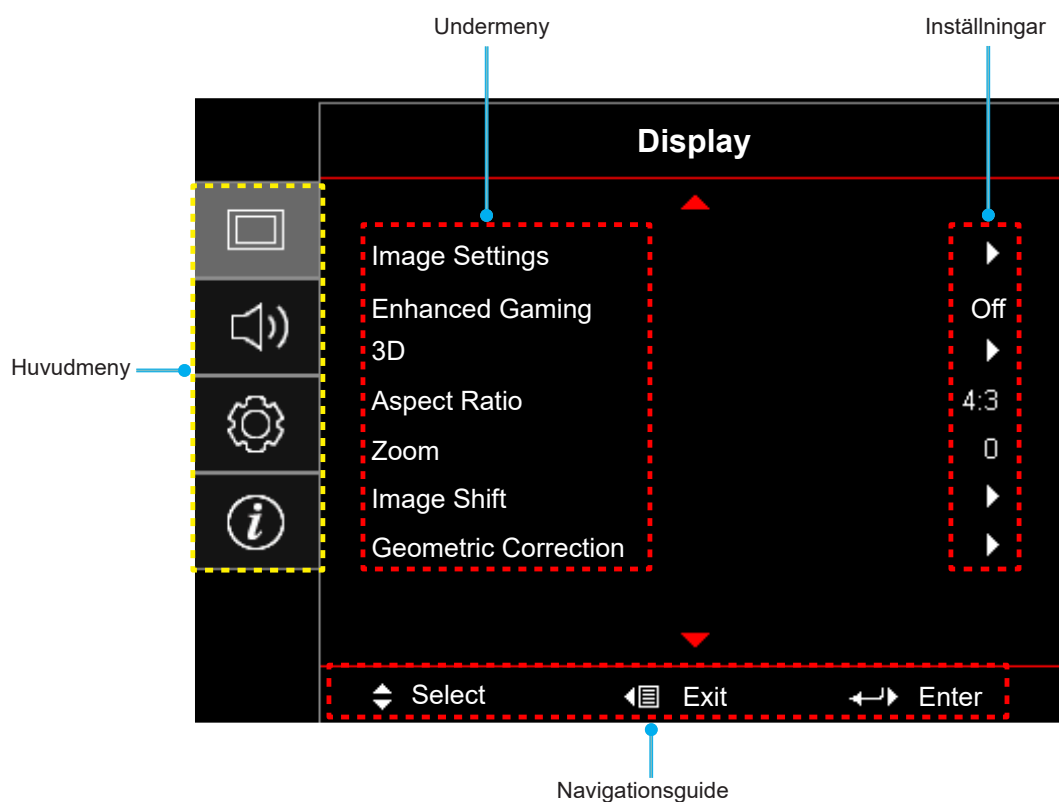 Undermeny
Inställningar
Display
Image Settings
Enhanced Gaming Off
3D
Huvudmeny
Aspect Ratio 4:3
Zoom 0
Image Shift
Geometric Correction
Select Exit Enter
Navigationsguide